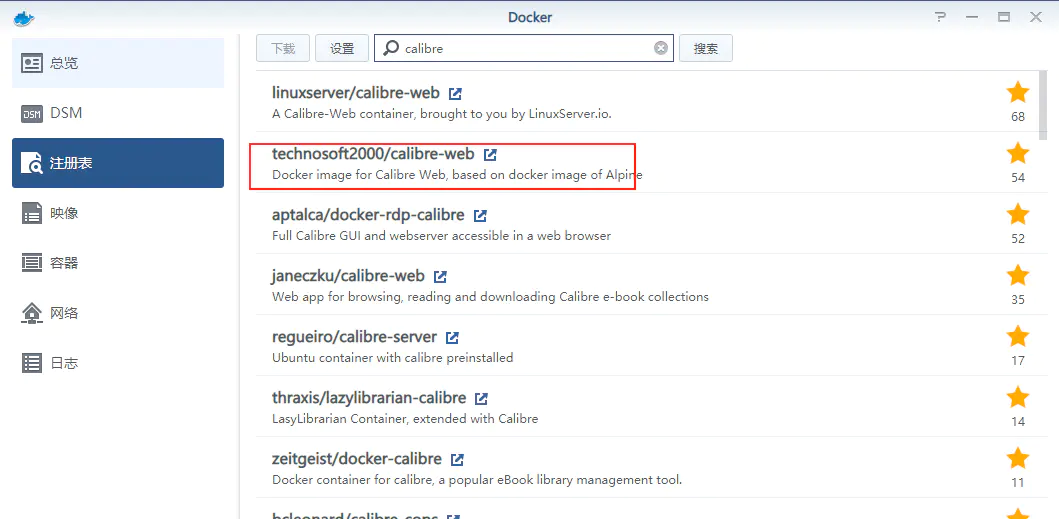 Docker
总览
DSM
DSM
注册表
映像
容器
网络
日志
下载 设置 calibre 搜索
linuxserver/calibre-web
A Calibre-Web container, brought to you by LinuxServer.io.
68
technosoft2000/calibre-web
Docker image for Calibre Web, based on docker image of Alpine
54
aptalca/docker-rdp-calibre
Full Calibre GUI and webserver accessible in a web browser
52
janeczku/calibre-web
Web app for browsing, reading and downloading Calibre e-book collections
35
regueiro/calibre-server
Ubuntu container with calibre preinstalled
17
thraxis/lazylibrarian-calibre
LasyLibrarian Container, extended with Calibre
14
zeitgeist/docker-calibre
Docker container for calibre, a popular eBook library management tool.
11